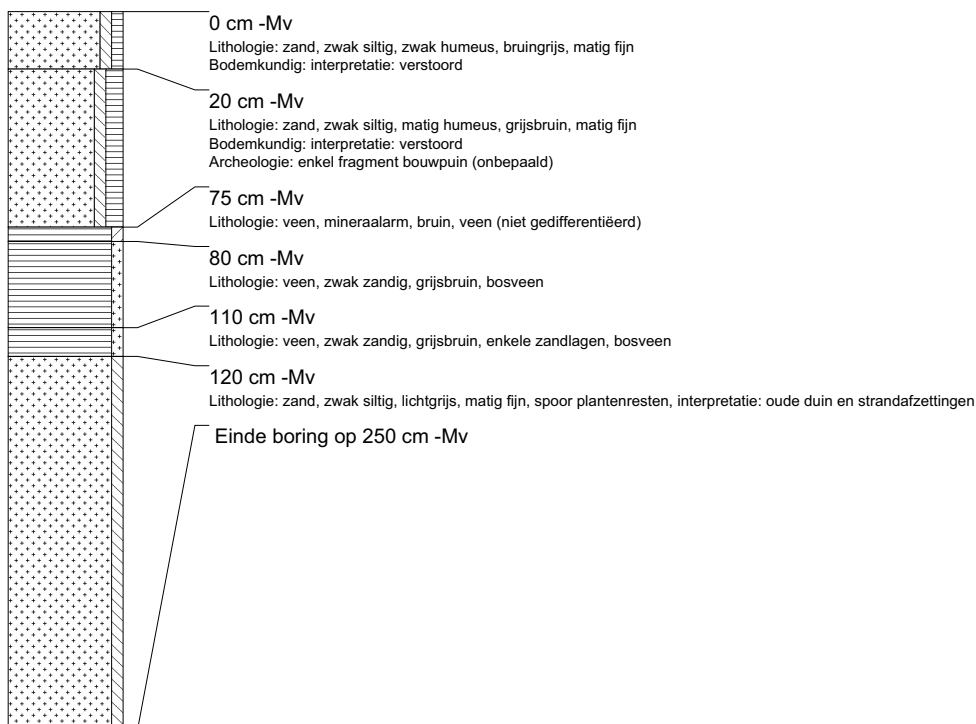 0 cm -Mv
Lithologie: zand, zwak siltig, zwak humeus, bruingrijs, matig fijn
Bodemkundig: interpretatie: verstoord
20 cm -Mv
Lithologie: zand, zwak siltig, matig humeus, grijsbruin, matig fijn
Bodemkundig: interpretatie: verstoord
Archeologie: enkel fragment bouwpuin (onbepaald)
75 cm -Mv
Lithologie: veen, mineraalarm, bruin, veen (niet gedifferentiëerd)
80 cm -Mv
Lithologie: veen, zwak zandig, grijsbruin, bosveen
110 cm -Mv
Lithologie: veen, zwak zandig, grijsbruin, enkele zandlagen, bosveen
120 cm -Mv
Lithologie: zand, zwak siltig, lichtgrijs, matig fijn, spoor plantenresten, interpretatie: oude duin en strandafzettingen
Einde boring op 250 cm -Mv